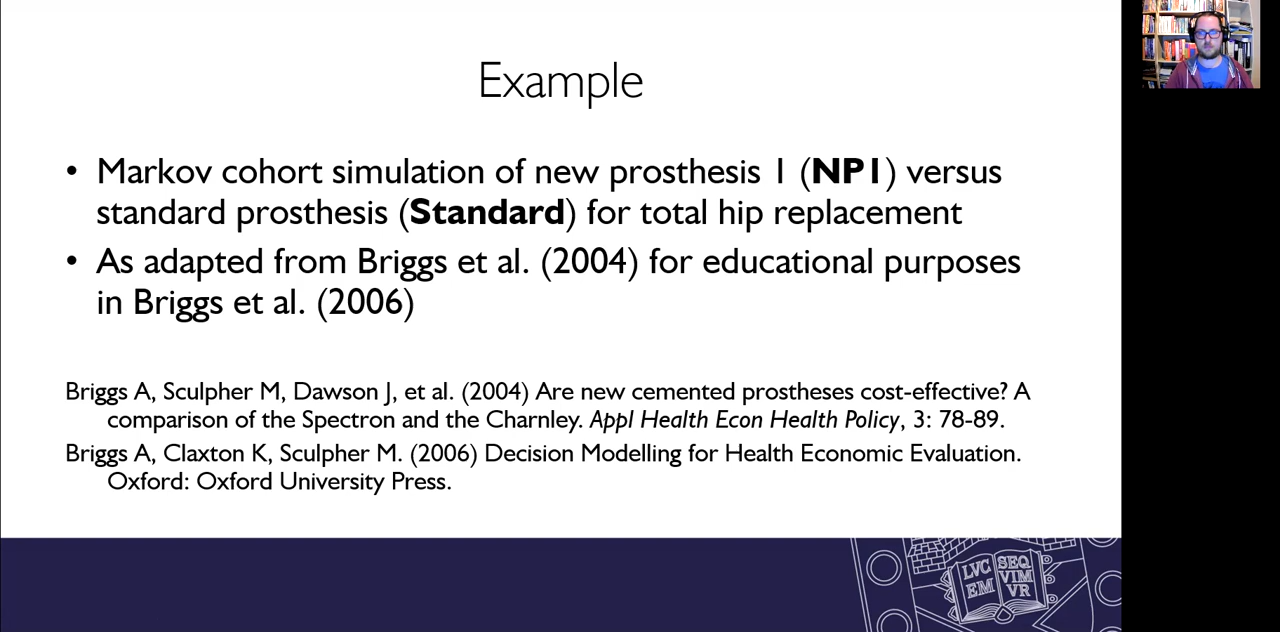 Example
• Markov cohort simulation of new prosthesis 1 (NP1) versus
standard prosthesis (Standard) for total hip replacement
• As adapted from Briggs et al. (2004) for educational purposes
in Briggs et al. (2006)
Briggs A, Sculpher M, Dawson J, et al. (2004) Are new cemented prostheses cost-effective? A
comparison of the Spectron and the Charnley. Appl Health Econ Health Policy, 3: 78-89.
Briggs A, Claxton K, Sculpher M. (2006) Decision Modelling for Health Economic Evaluation.
Oxford: Oxford University Press.
LVC
EM
SEQ
VIM
VR